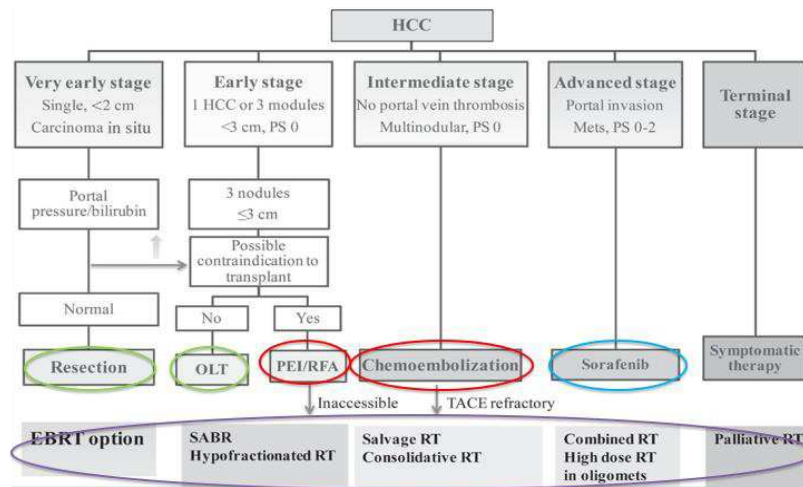 HCC
Very early stage
Single, <2 cm
Carcinoma in situ
Early stage
1 HCC or 3 modules
<3 cm, PS 0
Intermediate stage
No portal vein thrombosis
Multinodular, PS 0
Advanced stage
Portal invasion
Mets, PS 0-2
Terminal
stage
Portal
pressure/bilirubin
3 nodules
≤3 cm
Possible
contraindication to
transplant
Normal
No
Yes
Resection
OLT
PEI/RFA
Chemoembolization
Sorafenib
Symptomatic
therapy
Inaccessible
TACE refractory
EBRT option
SABR
Hypofractionated RT
Salvage RT
Consolidative RT
Combined RT
High dose RT
in oligomets
Palliative RT